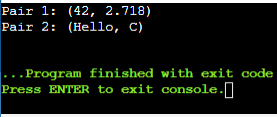 Pair 1: (42, 2.718)
Pair 2: (Hello, C)
...Program finished with exit code
Press ENTER to exit console.